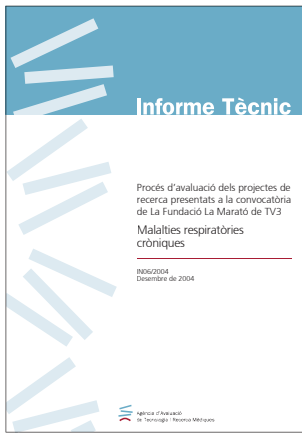 Informe Tècnic
Procés d'avaluació dels projectes de
recerca presentats a la convocatòria
de La Fundació La Marató de TV3
Malalties respiratòries
cròniques
IN06/2004
Desembre de 2004
Agència d'Avaluació
de Tecnologia i Recerca Mèdiques